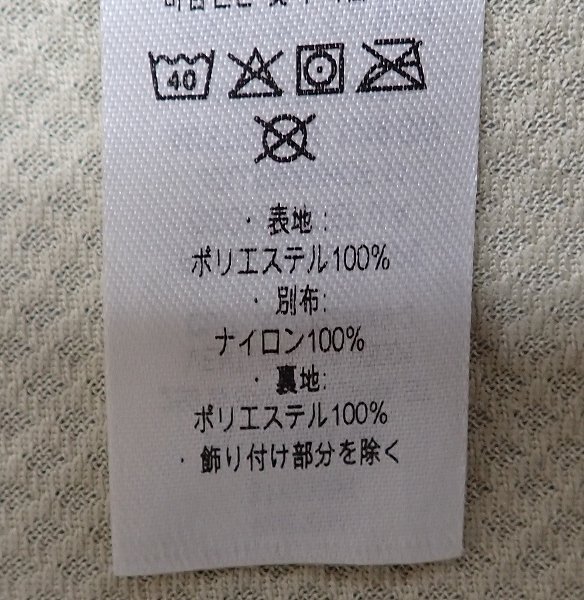 40
· 表地:
ポリエステル100%
· 別布:
ナイロン100%
· 裏地:
ポリエステル100%
· 飾り付け部分を除く